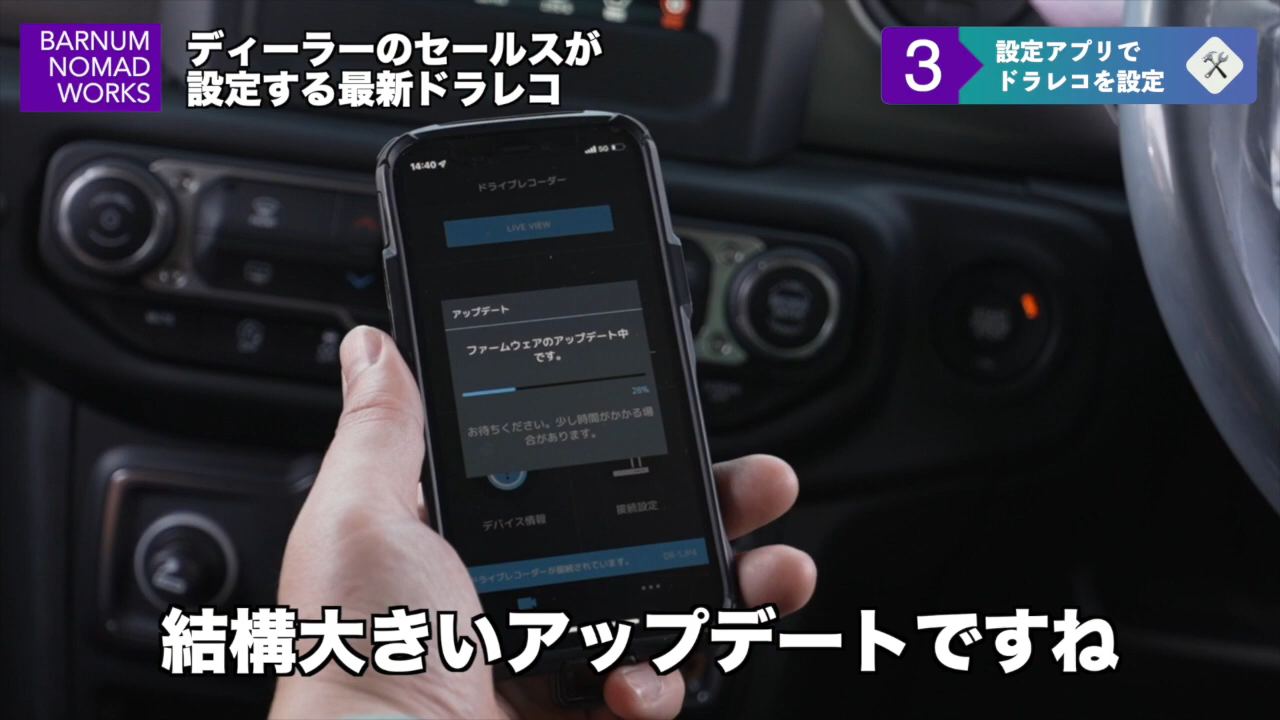 BARNUM
NOMAD
WORKS
ディーラーのセールスが
設定する最新ドラレコ
3
設定アプリで
ドラレコを設定
14:40
5G
ドライブレコーダー
LIVE VIEW
アップデート
ファームウェアのアップデート中
です。
28%
お待ちください。少し時間がかかる場
合があります。
デバイス情報
接続設定
ドライブレコーダーが接続されています。
結構大きいアップデートですね